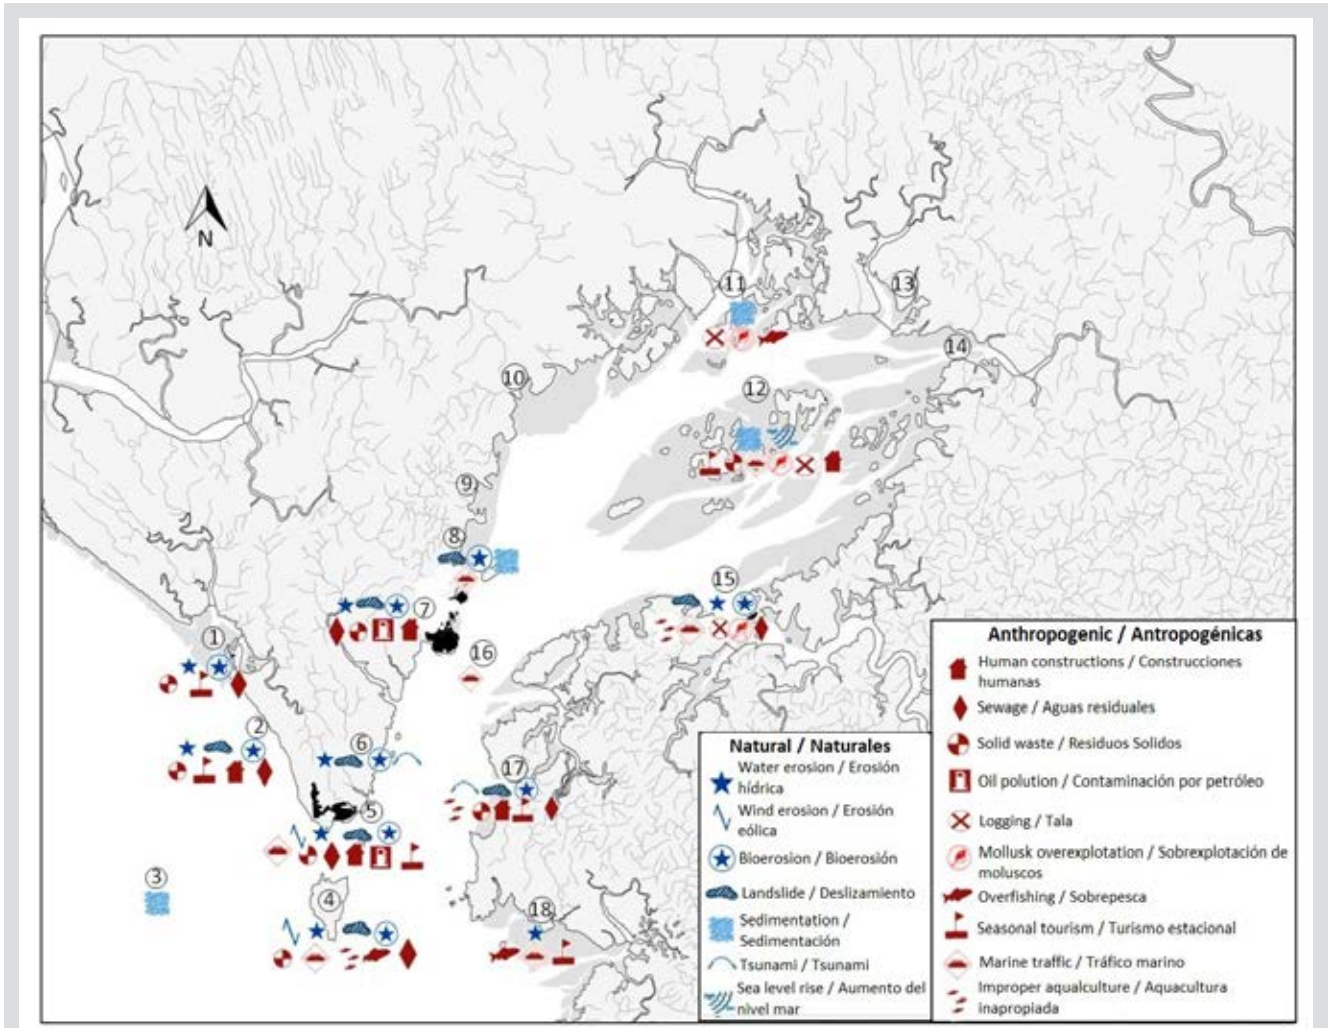 N
11
13
14
10
12
9
8
15
7
1
16
2
6
17
5
3
4
18
Natural / Naturales
Water erosion / Erosión
hídrica
Wind erosion / Erosión
eólica
Bioerosion / Bioerosión
Landslide / Deslizamiento
Sedimentation /
Sedimentación
Tsunami / Tsunami
Sea level rise / Aumento del
nivel mar
Anthropogenic / Antropogénicas
Human constructions / Construcciones
humanas
Sewage / Aguas residuales
Solid waste / Residuos Solidos
Oil polution / Contaminación por petróleo
Logging / Tala
Mollusk overexplotation / Sobrexplotación de
moluscos
Overfishing / Sobrepesca
Seasonal tourism / Turismo estacional
Marine traffic / Tráfico marino
Improper aqualculture / Aquacultura
inapropiada